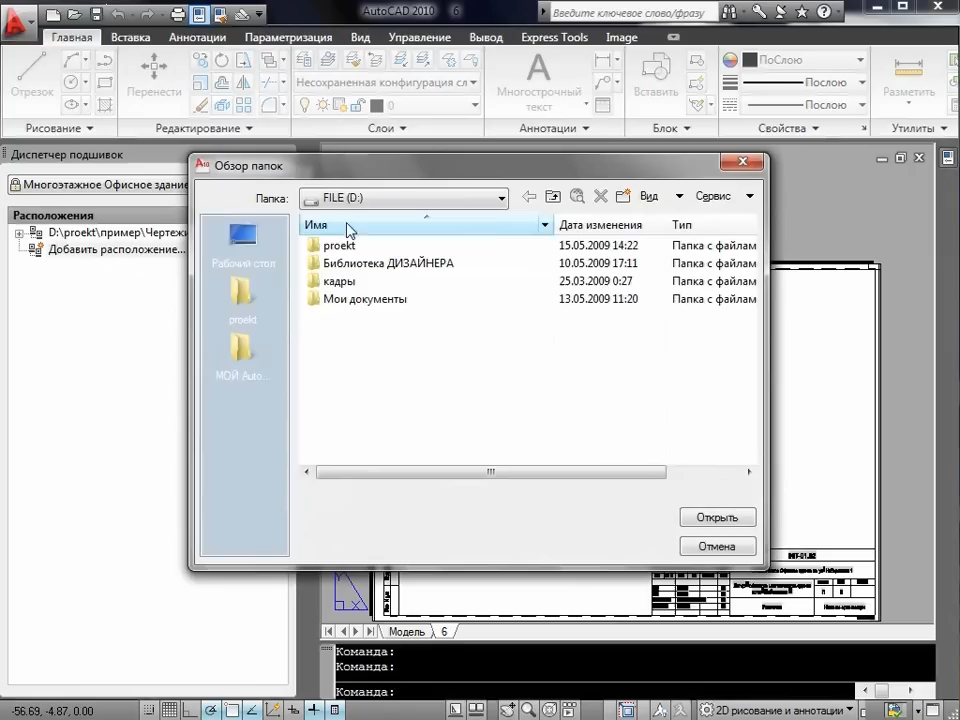 AutoCAD 2010 6
Введите ключевое слово/фразу
Главная Вставка Аннотации Параметризация Вид Управление Вывод Express Tools Image
Отрезок
Перенести
Несохраненная конфигурация сл
0
Многострочный
текст
Вставить
ПоСлою
Послою
Послою
Разметить
Рисование Редактирование Слои Аннотации Блок Свойства Утилиты
Диспетчер подшивок
Многоэтажное Офисное здание
Расположения
D:\proekt\пример\Чертежи
Добавить расположение...
Обзор папок
Папка: FILE (D:) Вид Сервис
Имя Дата изменения Тип
proekt 15.05.2009 14:22 Папка с файлам
Библиотека ДИЗАЙНЕРА 10.05.2009 17:11 Папка с файлам
кадры 25.03.2009 0:27 Папка с файлам
Мои документы 13.05.2009 11:20 Папка с файлам
Рабочий стол
proekt
МОЙ Auto...
Открыть
Отмена
Модель 6
Команда:
Команда:
Команда:
-56.69, -4.87, 0.00
2D рисование и аннотации